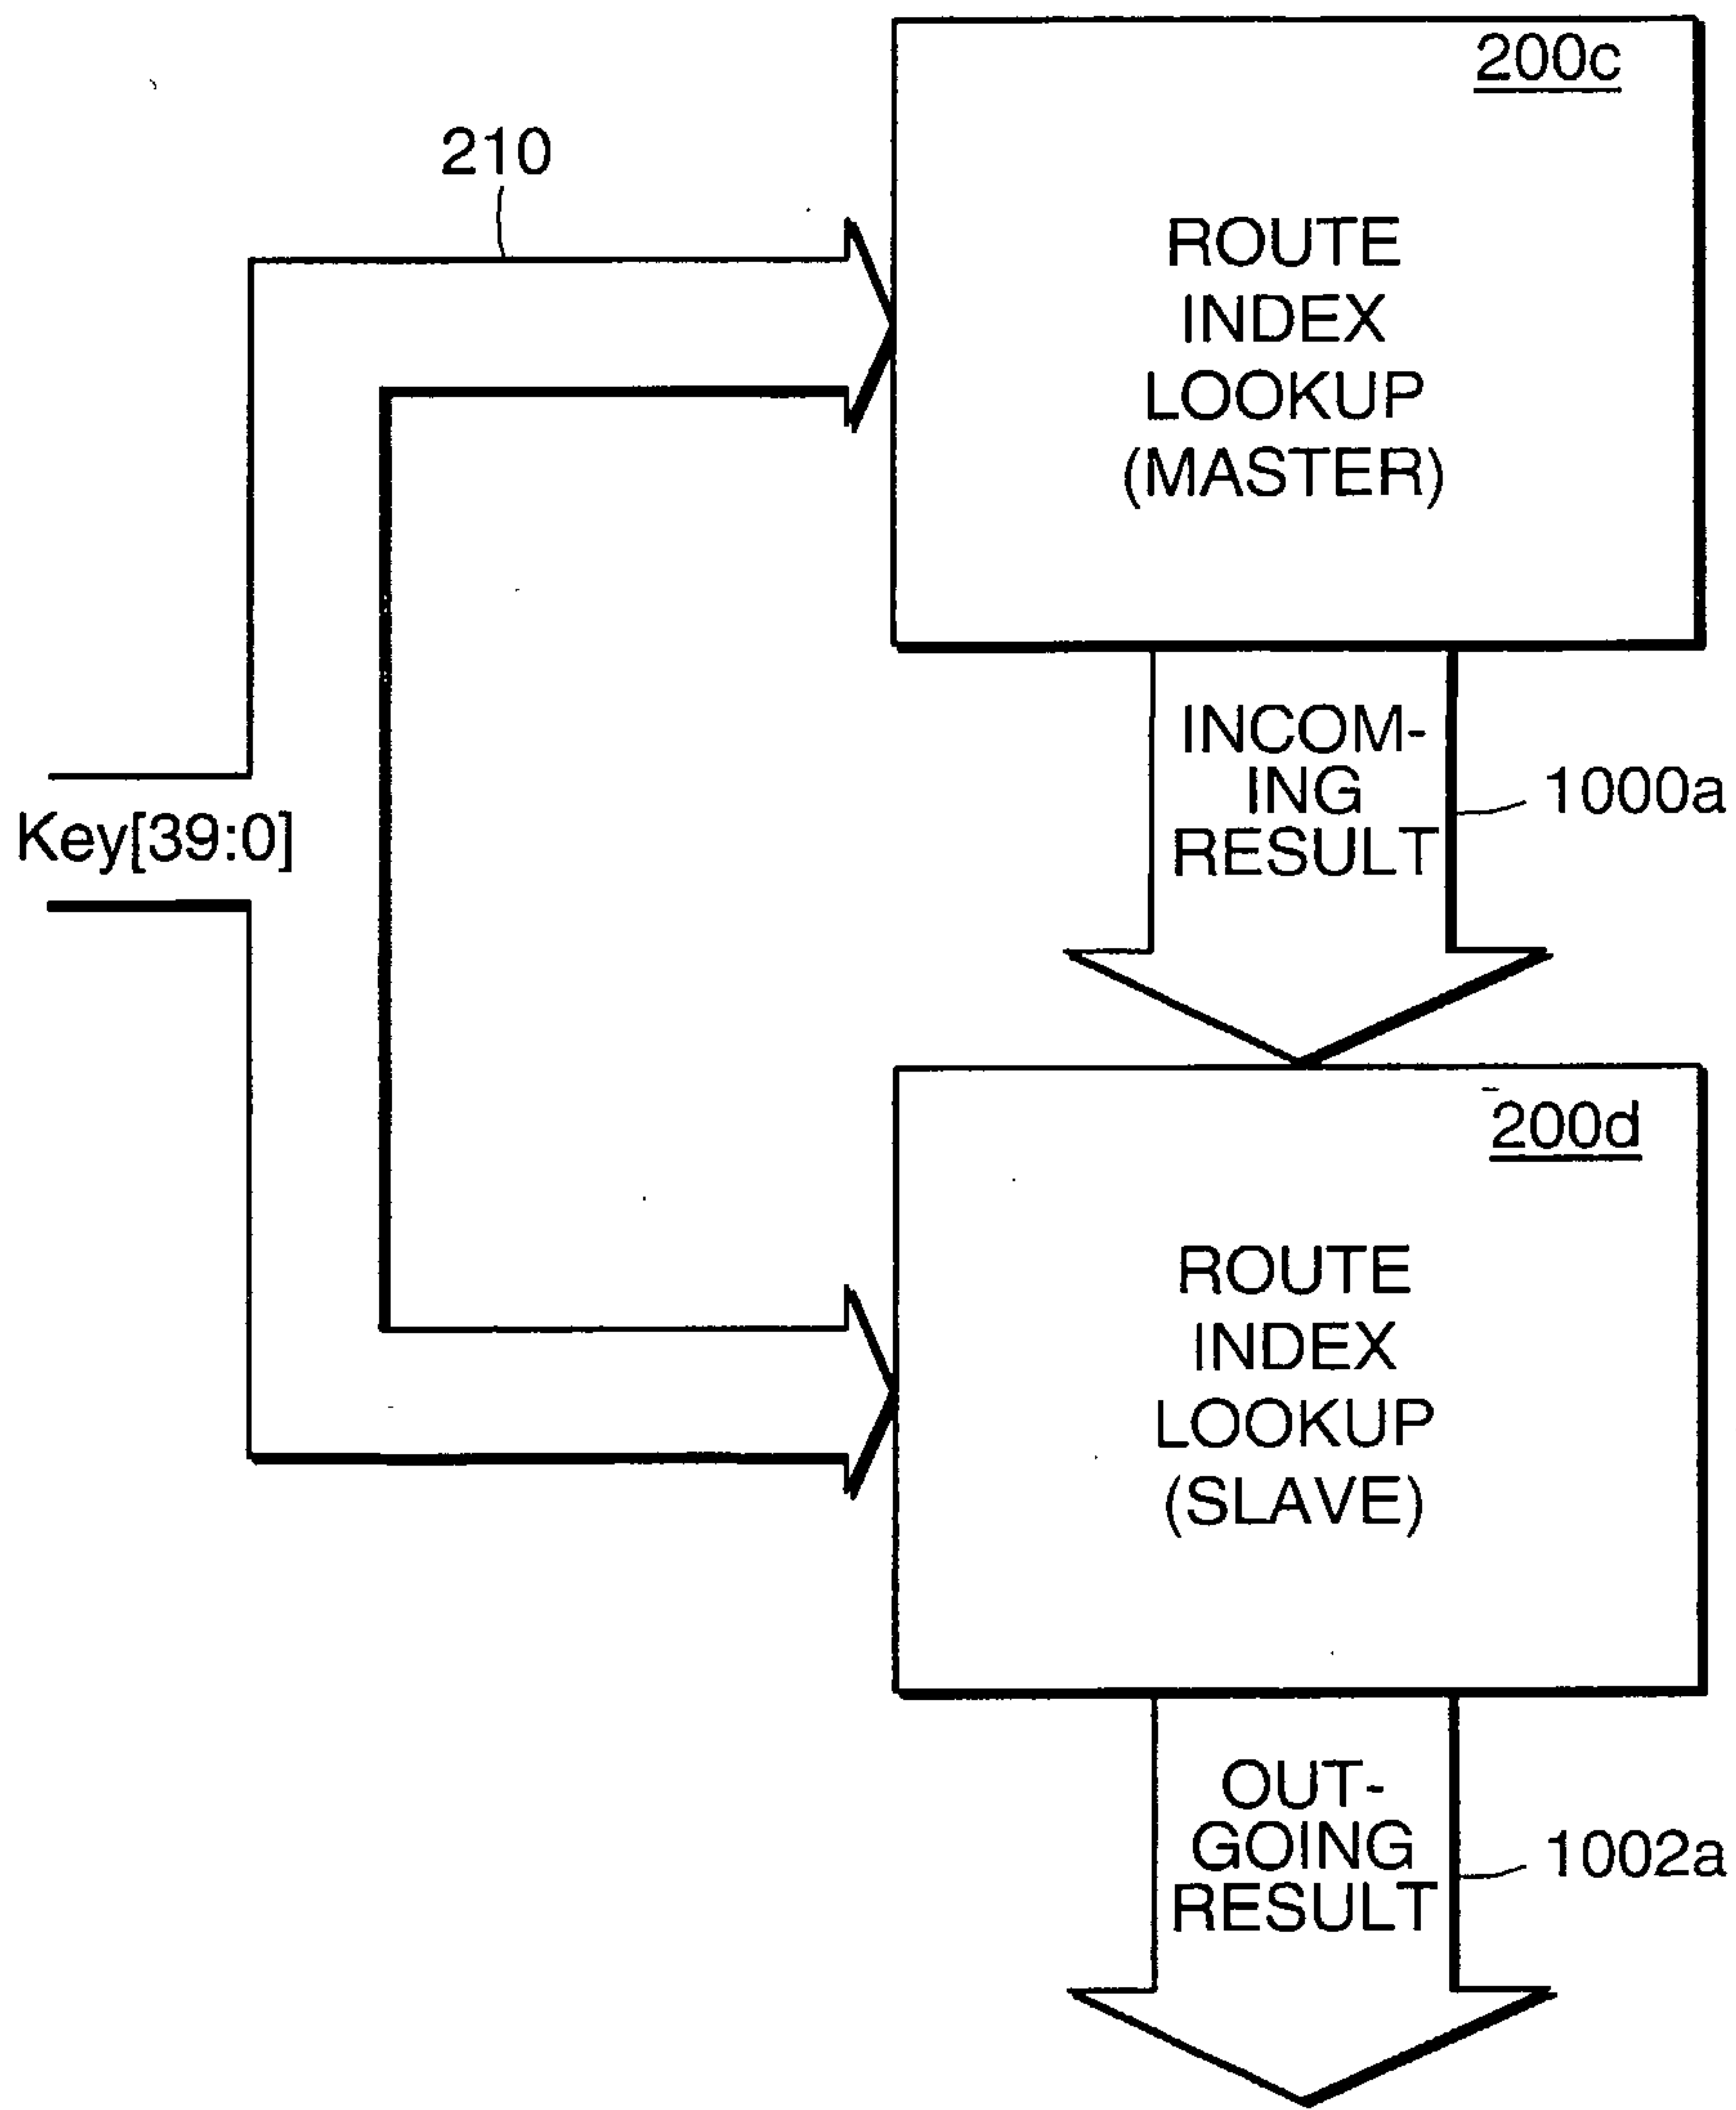 200c
210
ROUTE
INDEX
LOOKUP
(MASTER)
INCOM-
ING
RESULT
1000a
Key[39:0]
200d
ROUTE
INDEX
LOOKUP
(SLAVE)
OUT-
GOING
RESULT
1002a